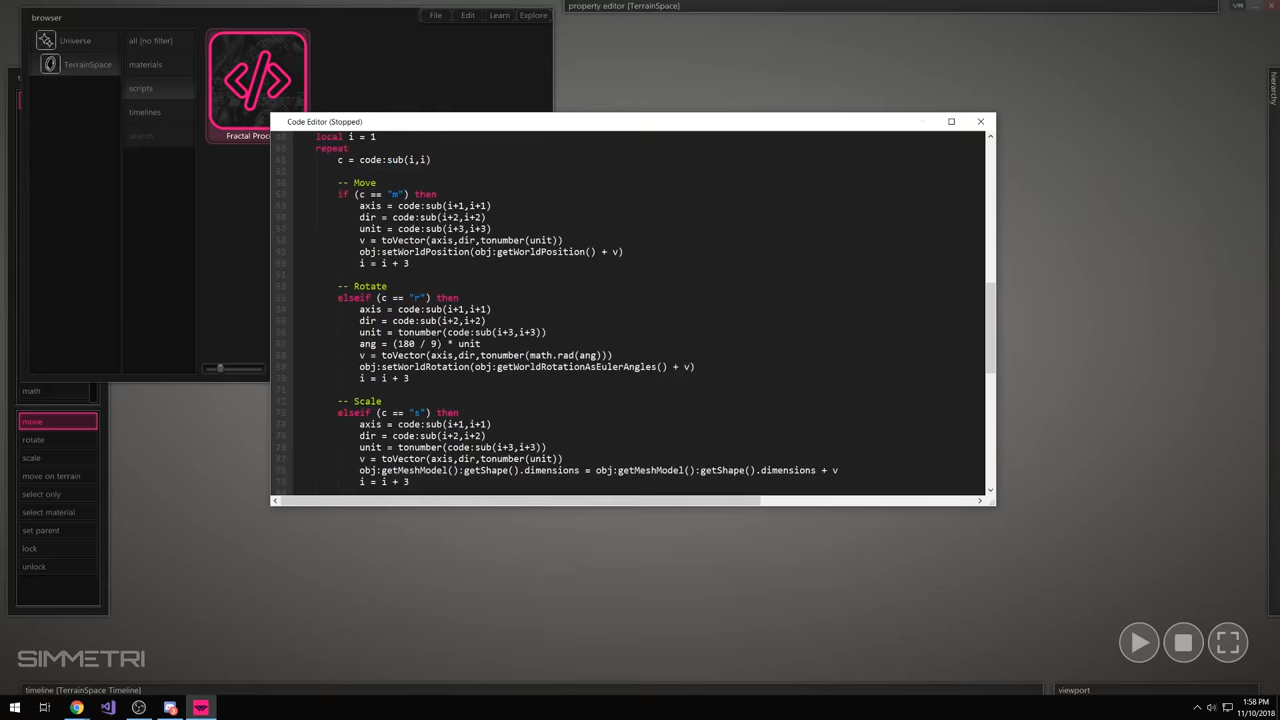 browser
File Edit Learn Explore
property editor [TerrainSpace]
VR
hierarchy
Universe
TerrainSpace
all [no filter]
materials
scripts
timelines
search
Fractal Proce
Code Editor (Stopped)
local i = 1
repeat
c = code:sub(i,i)
-- Move
if (c == "m") then
axis = code:sub(i+1,i+1)
dir = code:sub(i+2,i+2)
unit = code:sub(i+3,i+3)
v = toVector(axis,dir,tonumber(unit))
obj:setWorldPosition(obj:getWorldPosition() + v)
i = i + 3
-- Rotate
elseif (c == "r") then
axis = code:sub(i+1,i+1)
dir = code:sub(i+2,i+2)
unit = tonumber(code:sub(i+3,i+3))
ang = (180 / 9) * unit
v = toVector(axis,dir,tonumber(math.rad(ang)))
obj:setWorldRotation(obj:getWorldRotationAsEulerAngles() + v)
i = i + 3
-- Scale
elseif (c == "s") then
axis = code:sub(i+1,i+1)
dir = code:sub(i+2,i+2)
unit = tonumber(code:sub(i+3,i+3))
v = toVector(axis,dir,tonumber(unit))
obj:getMeshModel():getShape().dimensions = obj:getMeshModel():getShape().dimensions + v
i = i + 3
math
move
rotate
scale
move on terrain
select only
select material
set parent
lock
unlock
SIMMETRI
timeline [TerrainSpace Timeline]
viewport
1:58 PM
11/10/2018